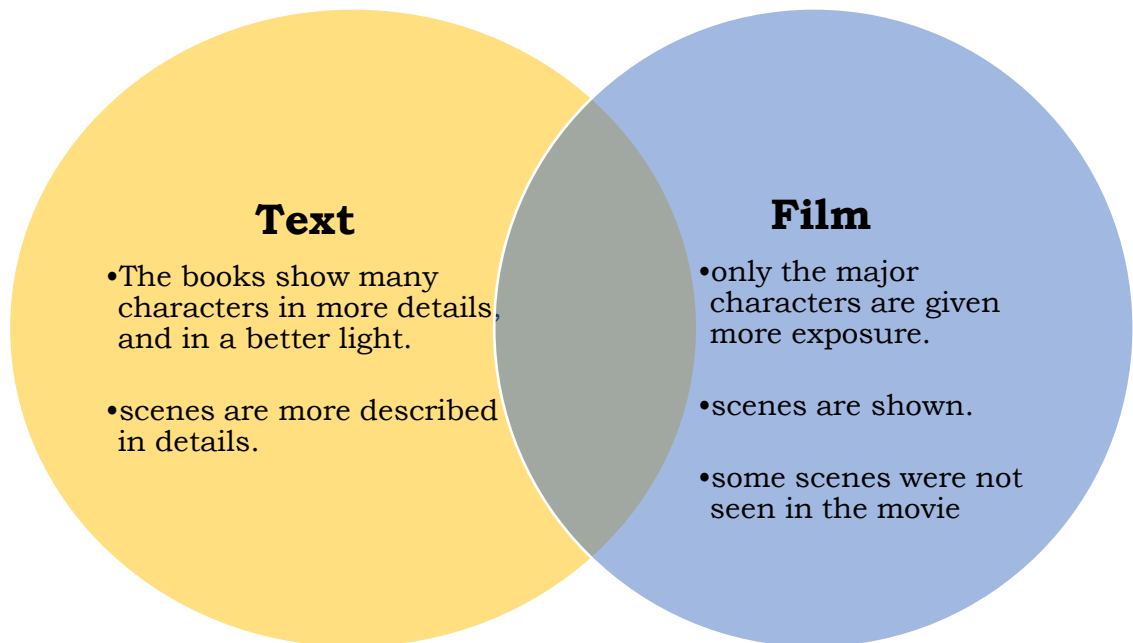 Text
•The books show many
characters in more details,
and in a better light.
•scenes are more described
in details.
Film
•only the major
characters are given
more exposure.
•scenes are shown.
•some scenes were not
seen in the movie